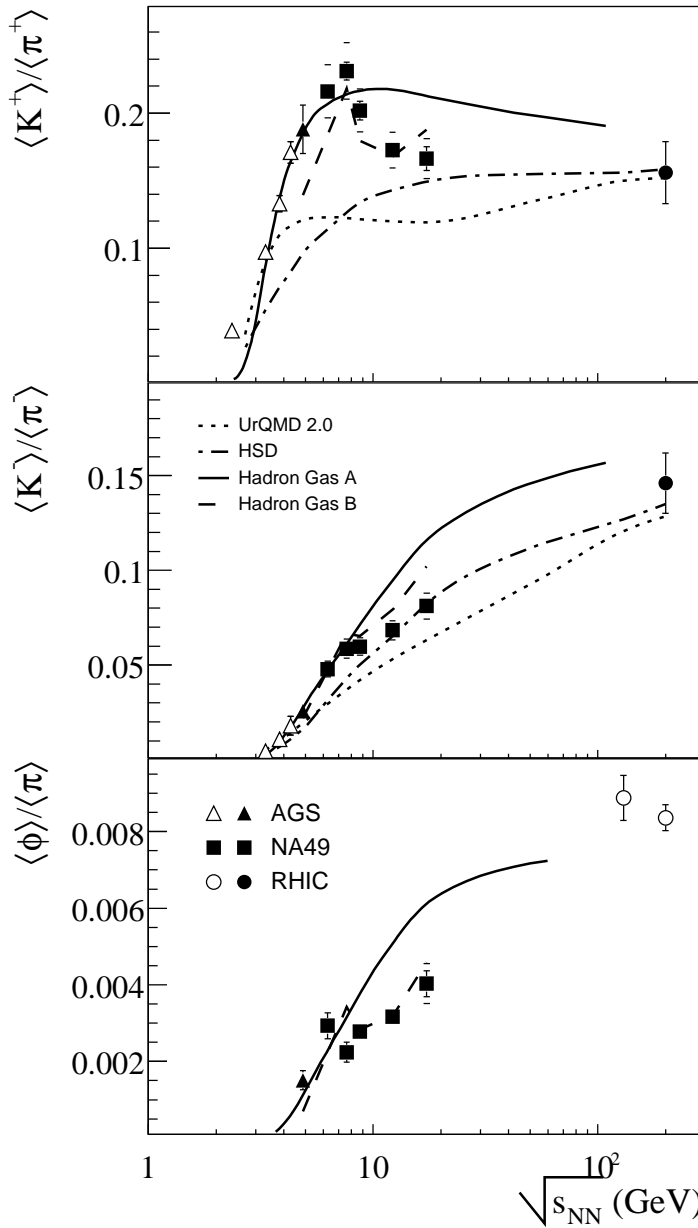 ⟨K⁺⟩/⟨π⁺⟩
0.2
0.1
⟨K⁻⟩/⟨π⁻⟩
UrQMD 2.0
HSD
Hadron Gas A
Hadron Gas B
0.15
0.1
0.05
⟨ϕ⟩/⟨π⟩
AGS
NA49
RHIC
0.008
0.006
0.004
0.002
1 10 10²
√s_NN (GeV)